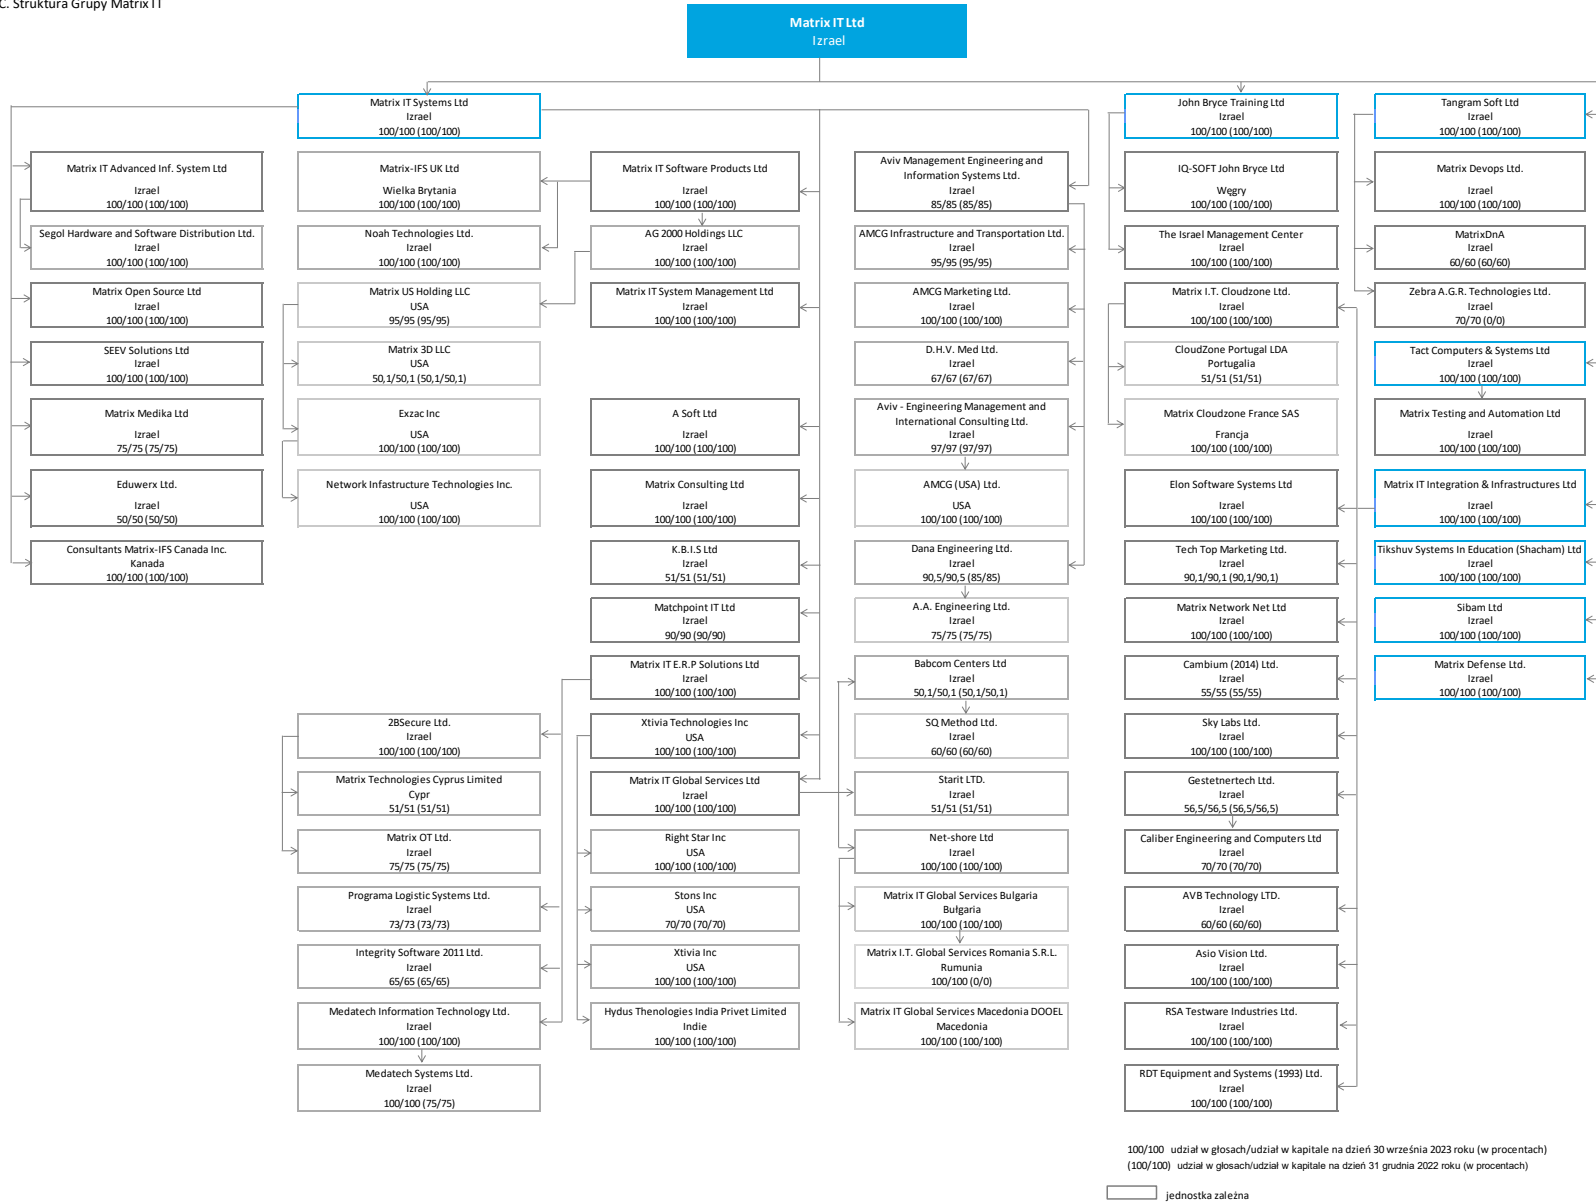 C. Struktura Grupy Matrix IT
Matrix IT Ltd
Izrael
Matrix IT Systems Ltd
Izrael
100/100 (100/100)
John Bryce Training Ltd
Izrael
100/100 (100/100)
Tangram Soft Ltd
Izrael
100/100 (100/100)
Matrix IT Advanced Inf. System Ltd
Izrael
100/100 (100/100)
Matrix-IFS UK Ltd
Wielka Brytania
100/100 (100/100)
Matrix IT Software Products Ltd
Izrael
100/100 (100/100)
Aviv Management Engineering and
Information Systems Ltd.
Izrael
85/85 (85/85)
IQ-SOFT John Bryce Ltd
Węgry
100/100 (100/100)
Matrix Devops Ltd.
Izrael
100/100 (100/100)
Segol Hardware and Software Distribution Ltd.
Izrael
100/100 (100/100)
Noah Technologies Ltd.
Izrael
100/100 (100/100)
AG 2000 Holdings LLC
Izrael
100/100 (100/100)
AMCG Infrastructure and Transportation Ltd.
Izrael
95/95 (95/95)
The Israel Management Center
Izrael
100/100 (100/100)
MatrixDnA
Izrael
60/60 (60/60)
Matrix Open Source Ltd
Izrael
100/100 (100/100)
Matrix US Holding LLC
USA
95/95 (95/95)
Matrix IT System Management Ltd
Izrael
100/100 (100/100)
AMCG Marketing Ltd.
Izrael
100/100 (100/100)
Matrix I.T. Cloudzone Ltd.
Izrael
100/100 (100/100)
Zebra A.G.R. Technologies Ltd.
Izrael
70/70 (0/0)
SEEV Solutions Ltd
Izrael
100/100 (100/100)
Matrix 3D LLC
USA
50,1/50,1 (50,1/50,1)
D.H.V. Med Ltd.
Izrael
67/67 (67/67)
CloudZone Portugal LDA
Portugalia
51/51 (51/51)
Tact Computers & Systems Ltd
Izrael
100/100 (100/100)
Matrix Medika Ltd
Izrael
75/75 (75/75)
Exzac Inc
USA
100/100 (100/100)
A Soft Ltd
Izrael
100/100 (100/100)
Aviv - Engineering Management and
International Consulting Ltd.
Izrael
97/97 (97/97)
Matrix Cloudzone France SAS
Francja
100/100 (100/100)
Matrix Testing and Automation Ltd
Izrael
100/100 (100/100)
Eduwerx Ltd.
Izrael
50/50 (50/50)
Network Infastructure Technologies Inc.
USA
100/100 (100/100)
Matrix Consulting Ltd
Izrael
100/100 (100/100)
AMCG (USA) Ltd.
USA
100/100 (100/100)
Elon Software Systems Ltd
Izrael
100/100 (100/100)
Matrix IT Integration & Infrastructures Ltd
Izrael
100/100 (100/100)
Consultants Matrix-IFS Canada Inc.
Kanada
100/100 (100/100)
K.B.I.S Ltd
Izrael
51/51 (51/51)
Dana Engineering Ltd.
Izrael
90,5/90,5 (85/85)
Tech Top Marketing Ltd.
Izrael
90,1/90,1 (90,1/90,1)
Tikshuv Systems In Education (Shacham) Ltd
Izrael
100/100 (100/100)
Matchpoint IT Ltd
Izrael
90/90 (90/90)
A.A. Engineering Ltd.
Izrael
75/75 (75/75)
Matrix Network Net Ltd
Izrael
100/100 (100/100)
Sibam Ltd
Izrael
100/100 (100/100)
Matrix IT E.R.P Solutions Ltd
Izrael
100/100 (100/100)
Babcom Centers Ltd
Izrael
50,1/50,1 (50,1/50,1)
Cambium (2014) Ltd.
Izrael
55/55 (55/55)
Matrix Defense Ltd.
Izrael
100/100 (100/100)
2BSecure Ltd.
Izrael
100/100 (100/100)
Xtivia Technologies Inc
USA
100/100 (100/100)
SQ Method Ltd.
Izrael
60/60 (60/60)
Sky Labs Ltd.
Izrael
100/100 (100/100)
Matrix Technologies Cyprus Limited
Cypr
51/51 (51/51)
Matrix IT Global Services Ltd
Izrael
100/100 (100/100)
Starit LTD.
Izrael
51/51 (51/51)
Gestetnertech Ltd.
Izrael
56,5/56,5 (56,5/56,5)
Matrix OT Ltd.
Izrael
75/75 (75/75)
Right Star Inc
USA
100/100 (100/100)
Net-shore Ltd
Izrael
100/100 (100/100)
Caliber Engineering and Computers Ltd
Izrael
70/70 (70/70)
Programa Logistic Systems Ltd.
Izrael
73/73 (73/73)
Stons Inc
USA
70/70 (70/70)
Matrix IT Global Services Bulgaria
Bułgaria
100/100 (100/100)
AVB Technology LTD.
Izrael
60/60 (60/60)
Integrity Software 2011 Ltd.
Izrael
65/65 (65/65)
Xtivia Inc
USA
100/100 (100/100)
Matrix I.T. Global Services Romania S.R.L.
Rumunia
100/100 (0/0)
Asio Vision Ltd.
Izrael
100/100 (100/100)
Medatech Information Technology Ltd.
Izrael
100/100 (100/100)
Hydus Thenologies India Privet Limited
Indie
100/100 (100/100)
Matrix IT Global Services Macedonia DOOEL
Macedonia
100/100 (100/100)
RSA Testware Industries Ltd.
Izrael
100/100 (100/100)
Medatech Systems Ltd.
Izrael
100/100 (75/75)
RDT Equipment and Systems (1993) Ltd.
Izrael
100/100 (100/100)
100/100 udział w głosach/udział w kapitale na dzień 30 września 2023 roku (w procentach)
(100/100) udział w głosach/udział w kapitale na dzień 31 grudnia 2022 roku (w procentach)
jednostka zależna